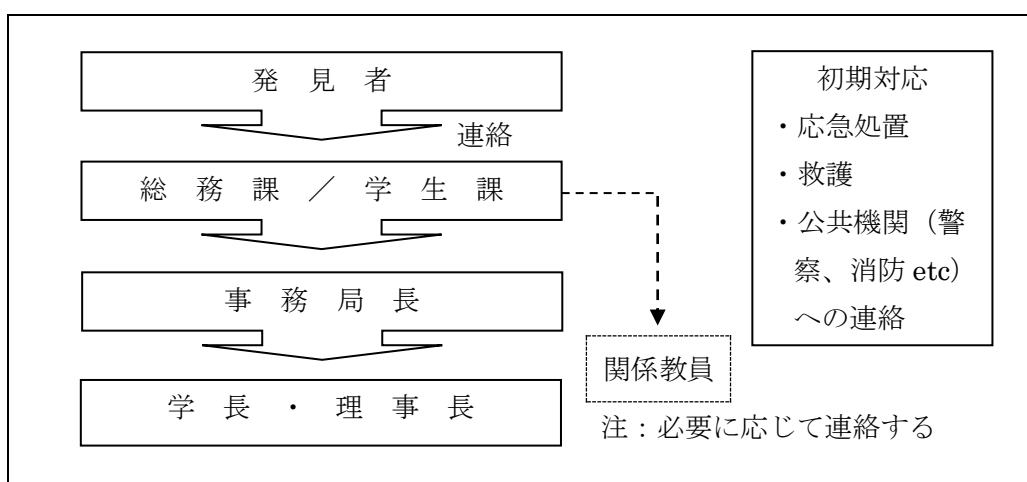 発見者
連絡
総務課／学生課
事務局長
学長・理事長
関係教員
注：必要に応じて連絡する
初期対応
・応急処置
・救護
・公共機関（警
察、消防 etc）
への連絡